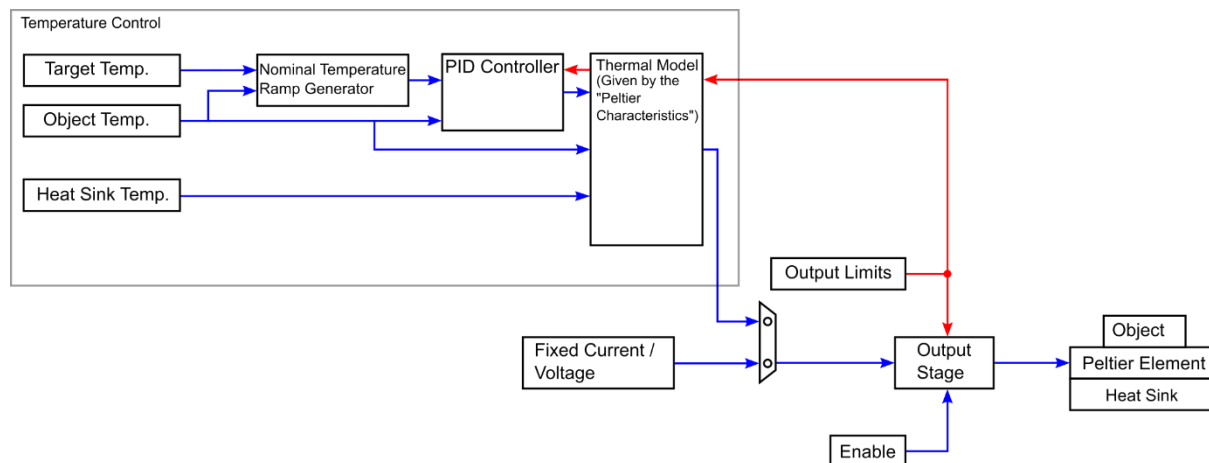 Temperature Control
Target Temp.
Nominal Temperature
Ramp Generator
PID Controller
Thermal Model
(Given by the
"Peltier
Characteristics")
Object Temp.
Heat Sink Temp.
Output Limits
Fixed Current /
Voltage
Output
Stage
Object
Peltier Element
Heat Sink
Enable